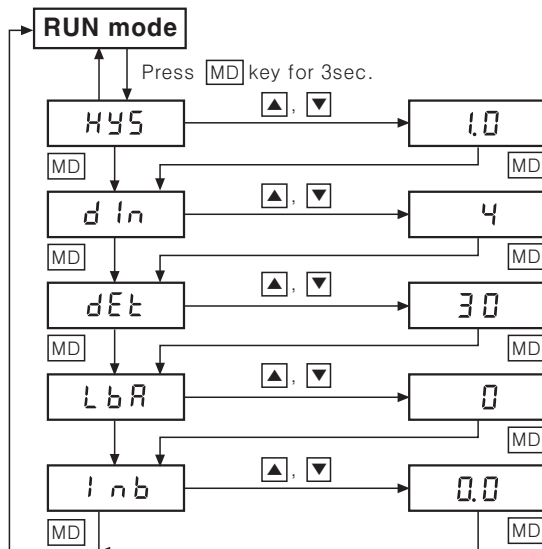 RUN mode
Press MD key for 3sec.
HYS ▲, ▼ 1.0
MD MD
dIn ▲, ▼ 4
MD MD
dEt ▲, ▼ 30
MD MD
LbA ▲, ▼ 0
MD
Inb ▲, ▼ 0.0
MD MD